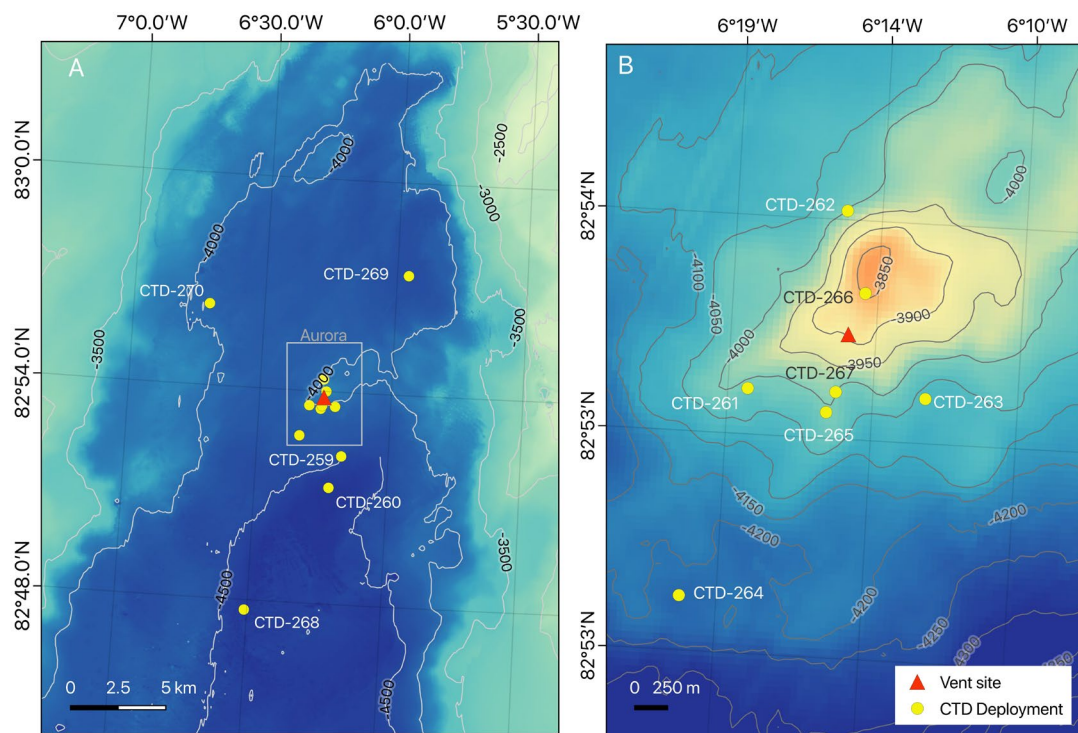 7°0.0'W 6°30.0'W 6°0.0'W 5°30.0'W
A
83°0.0'N
82°54.0'N
82°48.0'N
-2500
-3000
-4000
-4000
CTD-269
CTD-270
-3500
-3500
Aurora
-4000
CTD-259
CTD-260
-3500
-4500
CTD-268
-4500
0 2.5 5 km
6°19'W 6°14'W 6°10'W
B
82°54'N
82°53'N
82°53'N
-4000
CTD-262
-4100
-3850
CTD-266
-4050
-3900
-4000
-3950
CTD-267
CTD-261
CTD-263
CTD-265
-4150
-4200
-4200
CTD-264
-4200
-4250
-4300
0 250 m
Vent site
CTD Deployment